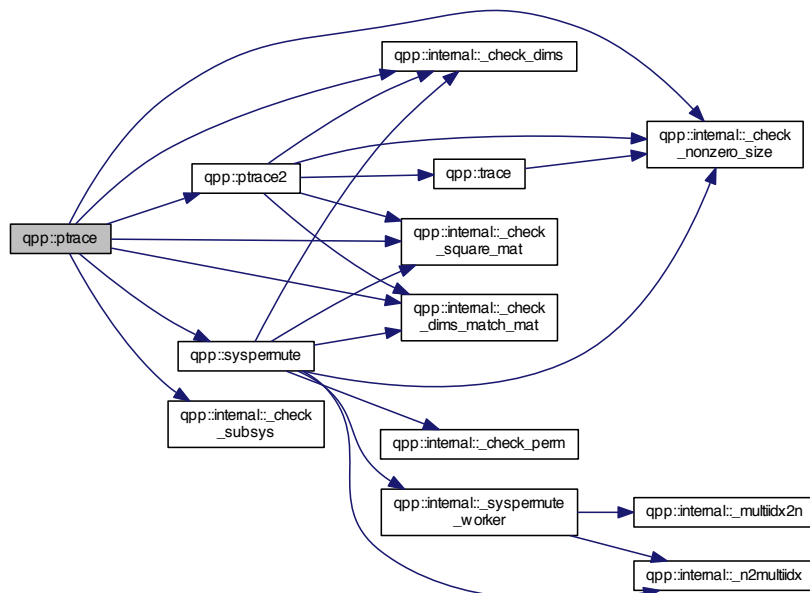 qpp::internal::_check_dims
qpp::internal::_check
_nonzero_size
qpp::ptrace2
qpp::trace
qpp::ptrace
qpp::internal::_check
_square_mat
qpp::internal::_check
_dims_match_mat
qpp::syspermute
qpp::internal::_check
_subsys
qpp::internal::_check_perm
qpp::internal::_syspermute
_worker
qpp::internal::_multiidx2n
qpp::internal::_n2multiidx